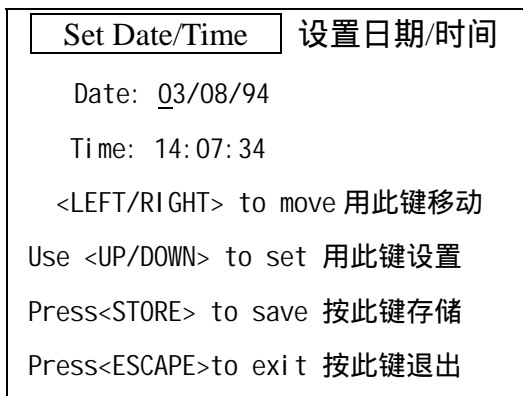 Set Date/Time 设置日期/时间
Date: 03/08/94
Time: 14:07:34
<LEFT/RIGHT> to move 用此键移动
Use <UP/DOWN> to set 用此键设置
Press<STORE> to save 按此键存储
Press<ESCAPE>to exit 按此键退出